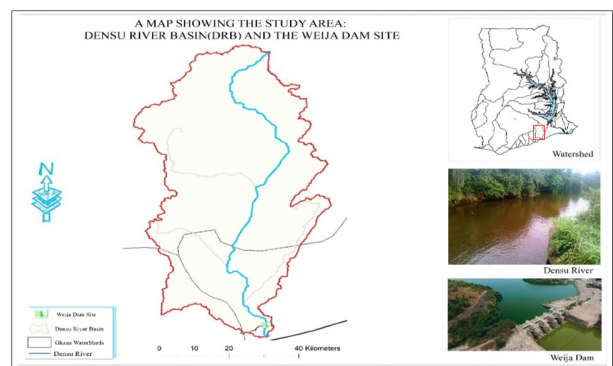 A MAP SHOWING THE STUDY AREA:
DENSU RIVER BASIN(DRB) AND THE WEIJA DAM SITE
Watershed
N
Densu River
Weija Dam Site
Densu River Basin
Ghana WaterSheds
Densu River
0 10 20 40 Kilometers
Weija Dam